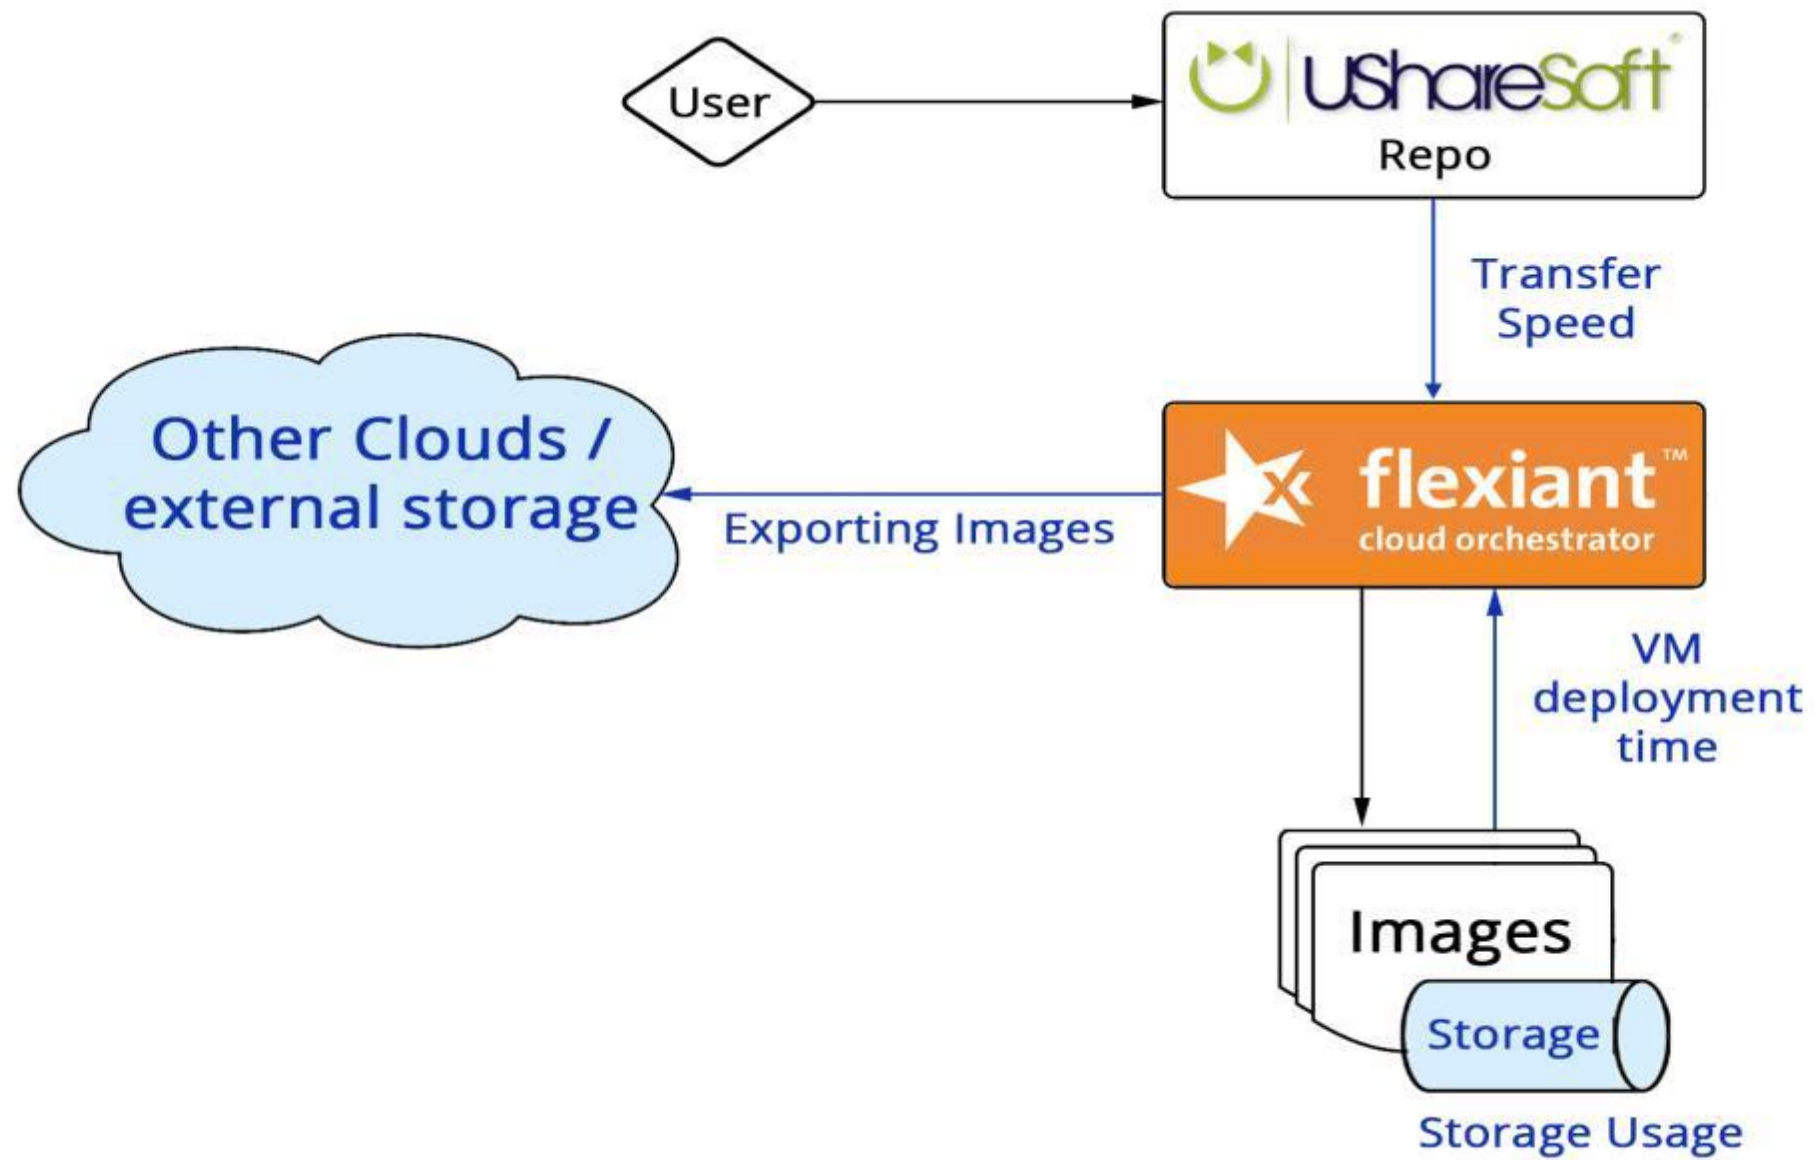 User
UShareSoft®
Repo
Transfer
Speed
Other Clouds /
external storage
Exporting Images
flexiant™
cloud orchestrator
VM
deployment
time
Images
Storage
Storage Usage